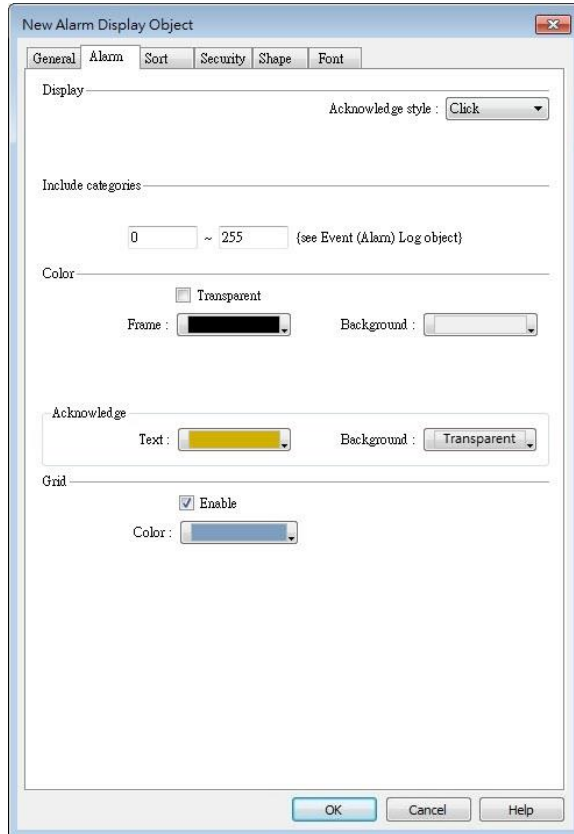 New Alarm Display Object
General Alarm Sort Security Shape Font
Display
Acknowledge style : Click
Include categories
0 ~ 255 {see Event (Alarm) Log object}
Color
Transparent
Frame : Background :
Acknowledge
Text : Background : Transparent
Grid
Enable
Color :
OK Cancel Help